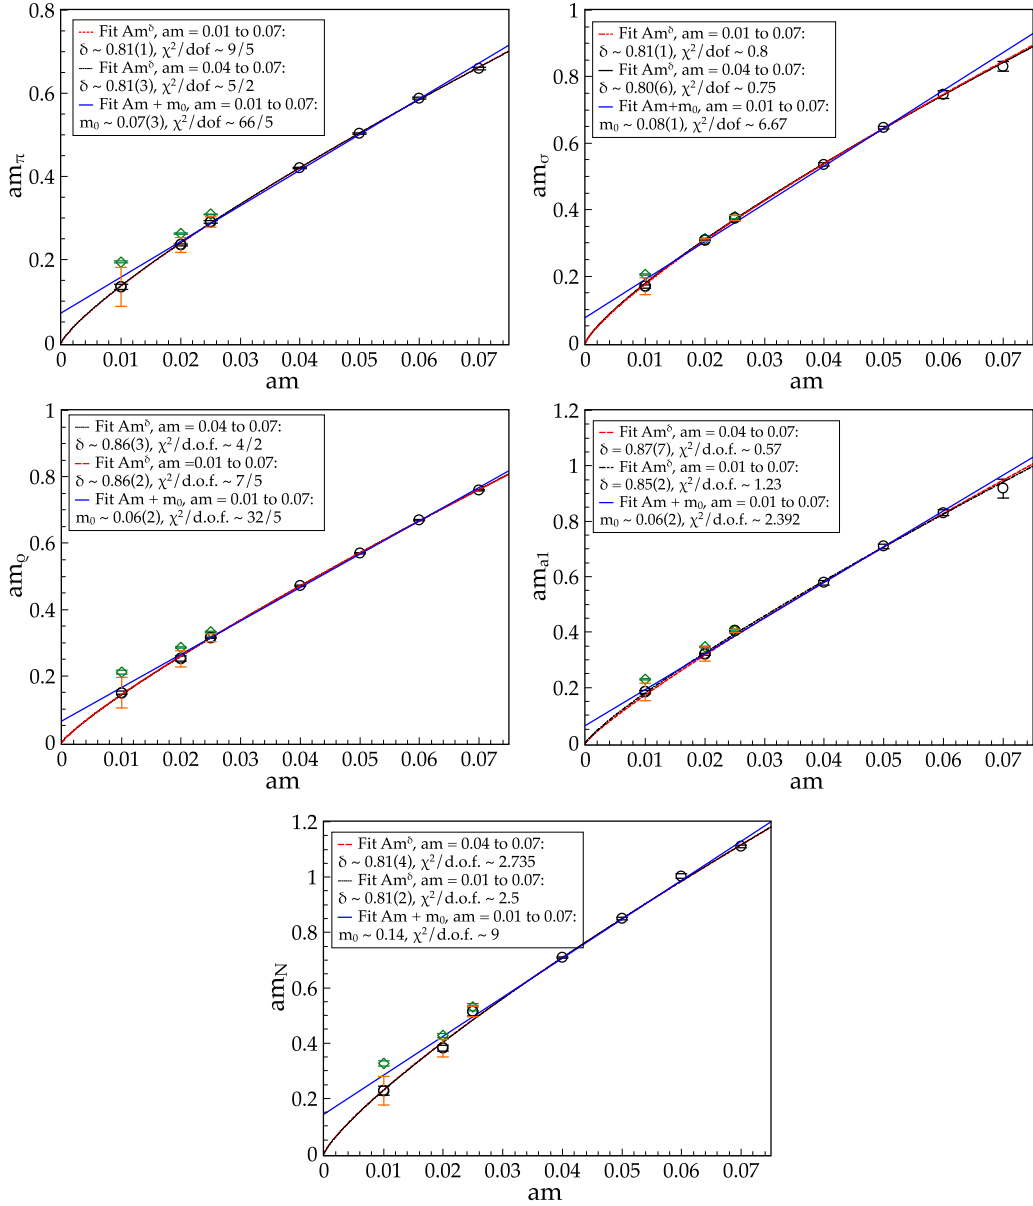 Fit Amᵟ, am = 0.01 to 0.07:
δ ~ 0.81(1), χ²/dof ~ 9/5
Fit Amᵟ, am = 0.04 to 0.07:
δ ~ 0.81(3), χ²/dof ~ 5/2
Fit Am + m₀, am = 0.01 to 0.07:
m₀ ~ 0.07(3), χ²/dof ~ 66/5
0.8
0.6
0.4
0.2
0
am_π
0 0.01 0.02 0.03 0.04 0.05 0.06 0.07
am
Fit Amᵟ, am = 0.01 to 0.07:
δ ~ 0.81(1), χ²/dof ~ 0.8
Fit Amᵟ, am = 0.04 to 0.07:
δ ~ 0.80(6), χ²/dof ~ 0.75
Fit Am+m₀, am = 0.01 to 0.07:
m₀ ~ 0.08(1), χ²/dof ~ 6.67
1
0.8
0.6
0.4
0.2
0
am_σ
0 0.01 0.02 0.03 0.04 0.05 0.06 0.07
am
Fit Amᵟ, am = 0.04 to 0.07:
δ ~ 0.86(3), χ²/d.o.f. ~ 4/2
Fit Amᵟ, am =0.01 to 0.07:
δ ~ 0.86(2), χ²/d.o.f. ~ 7/5
Fit Am + m₀, am = 0.01 to 0.07:
m₀ ~ 0.06(2), χ²/d.o.f. ~ 32/5
1
0.8
0.6
0.4
0.2
0
am_ϱ
0 0.01 0.02 0.03 0.04 0.05 0.06 0.07
am
Fit Amᵟ, am = 0.04 to 0.07:
δ = 0.87(7), χ²/d.o.f. ~ 0.57
Fit Amᵟ, am = 0.01 to 0.07:
δ = 0.85(2), χ²/d.o.f. ~ 1.23
Fit Am + m₀, am = 0.01 to 0.07:
m₀ ~ 0.06(2), χ²/d.o.f. ~ 2.392
1.2
1
0.8
0.6
0.4
0.2
0
am_a1
0 0.01 0.02 0.03 0.04 0.05 0.06 0.07
am
Fit Amᵟ, am = 0.04 to 0.07:
δ ~ 0.81(4), χ²/d.o.f. ~ 2.735
Fit Amᵟ, am = 0.01 to 0.07:
δ ~ 0.81(2), χ²/d.o.f. ~ 2.5
Fit Am + m₀, am = 0.01 to 0.07:
m₀ ~ 0.14, χ²/d.o.f. ~ 9
1.2
1
0.8
0.6
0.4
0.2
0
am_N
0 0.01 0.02 0.03 0.04 0.05 0.06 0.07
am